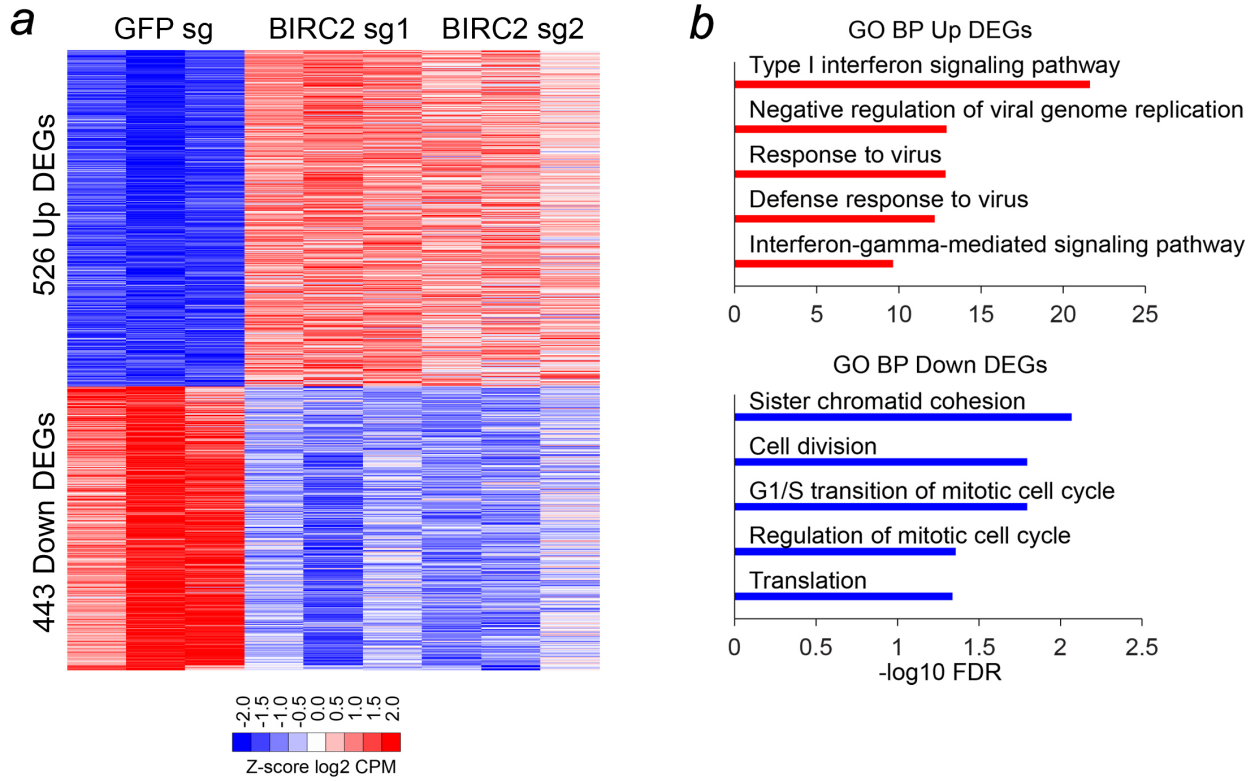 a
GFP sg BIRC2 sg1 BIRC2 sg2
526 Up DEGs
443 Down DEGs
-2.0 -1.5 -1.0 -0.5 0.0 0.5 1.0 1.5 2.0
Z-score log2 CPM
b
GO BP Up DEGs
Type I interferon signaling pathway
Negative regulation of viral genome replication
Response to virus
Defense response to virus
Interferon-gamma-mediated signaling pathway
0 5 10 15 20 25
GO BP Down DEGs
Sister chromatid cohesion
Cell division
G1/S transition of mitotic cell cycle
Regulation of mitotic cell cycle
Translation
0 0.5 1 1.5 2 2.5
-log10 FDR